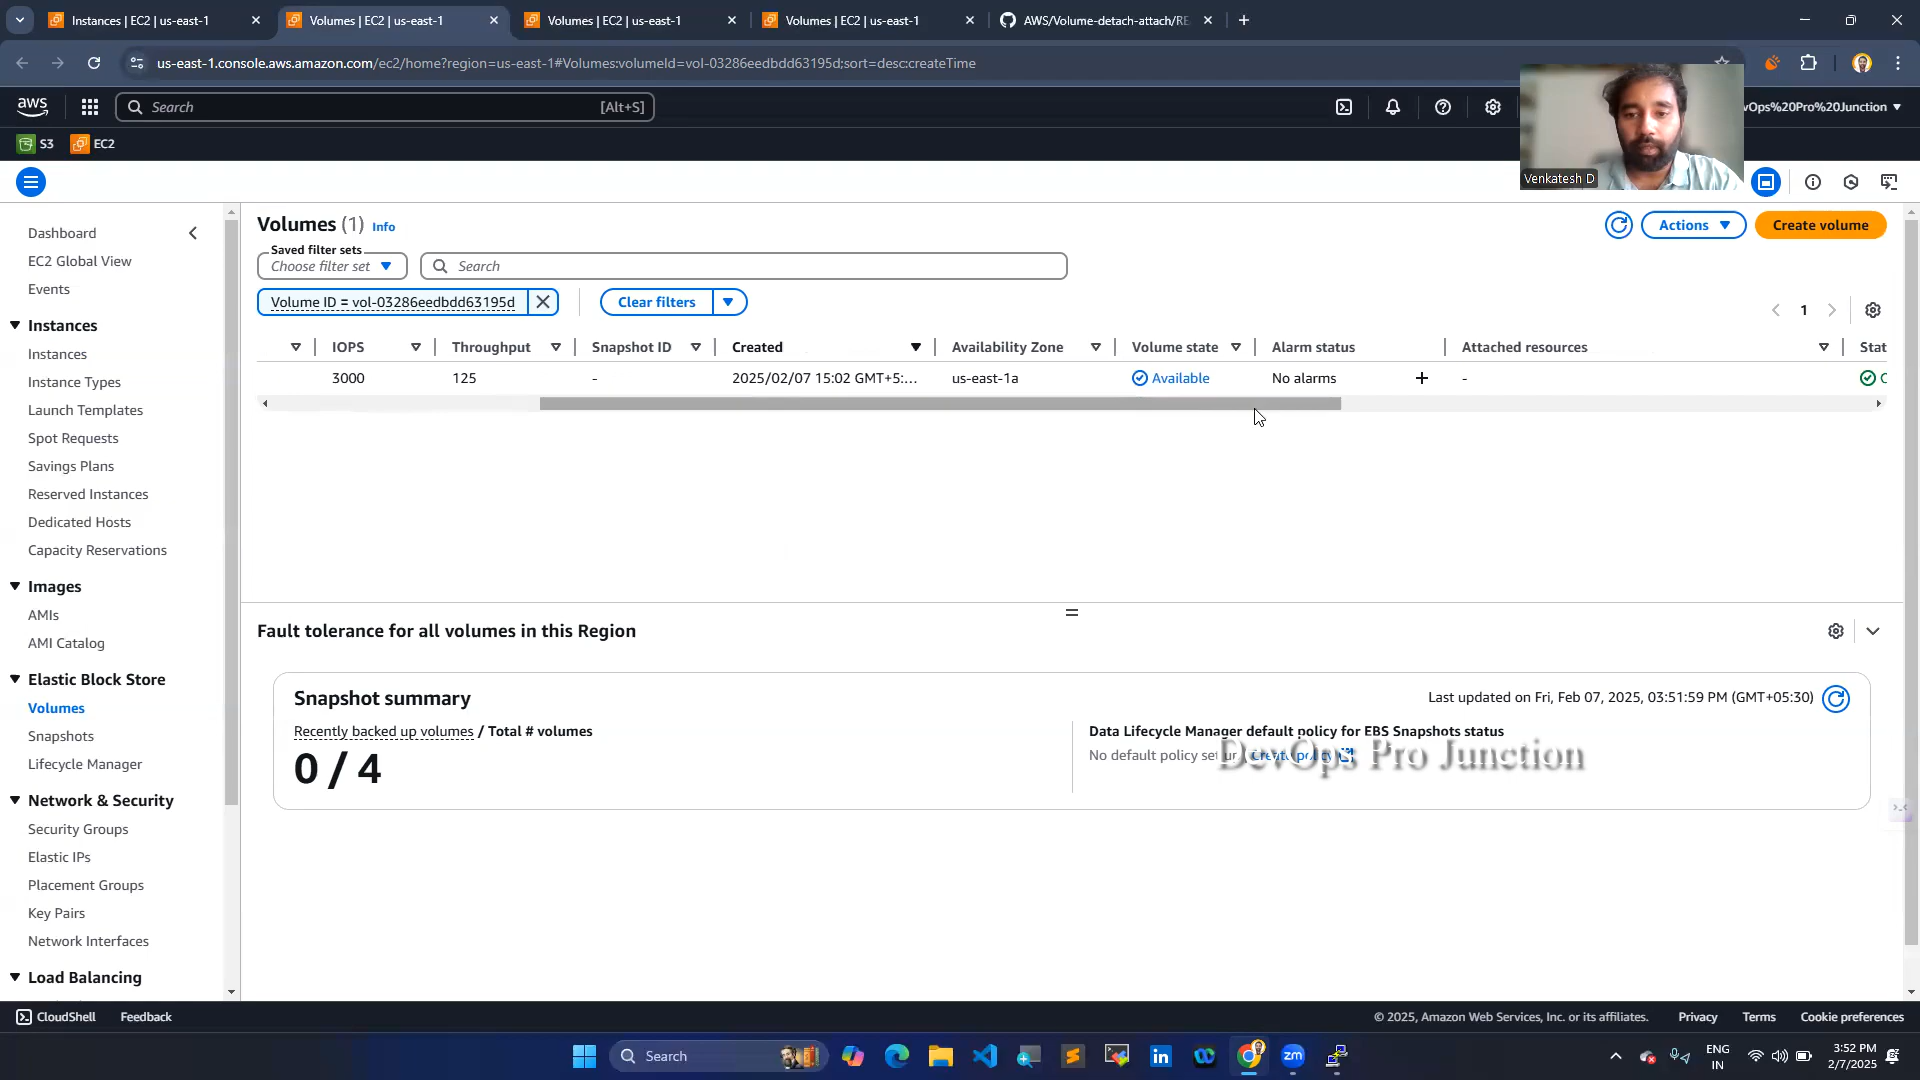 Instances | EC2 | us-east-1
Volumes | EC2 | us-east-1
Volumes | EC2 | us-east-1
Volumes | EC2 | us-east-1
AWS/Volume-detach-attach/RE
us-east-1.console.aws.amazon.com/ec2/home?region=us-east-1#Volumes:volumeId=vol-03286eedbdd63195d;sort=desc:createTime
aws
Search
[Alt+S]
vOps%20Pro%20Junction
S3
EC2
Venkatesh D
Dashboard
EC2 Global View
Events
Instances
Instances
Instance Types
Launch Templates
Spot Requests
Savings Plans
Reserved Instances
Dedicated Hosts
Capacity Reservations
Images
AMIs
AMI Catalog
Elastic Block Store
Volumes
Snapshots
Lifecycle Manager
Network & Security
Security Groups
Elastic IPs
Placement Groups
Key Pairs
Network Interfaces
Load Balancing
Volumes (1) Info
Actions
Create volume
Saved filter sets
Choose filter set
Search
Volume ID = vol-03286eedbdd63195d
Clear filters
1
IOPS Throughput Snapshot ID Created Availability Zone Volume state Alarm status Attached resources Stat
3000 125 - 2025/02/07 15:02 GMT+5:... us-east-1a Available No alarms + -
Fault tolerance for all volumes in this Region
Snapshot summary
Last updated on Fri, Feb 07, 2025, 03:51:59 PM (GMT+05:30)
Recently backed up volumes / Total # volumes
0 / 4
Data Lifecycle Manager default policy for EBS Snapshots status
No default policy set up | Create policy
DevOps Pro Junction
CloudShell
Feedback
© 2025, Amazon Web Services, Inc. or its affiliates.
Privacy
Terms
Cookie preferences
Search
zm
ENG
IN
3:52 PM
2/7/2025